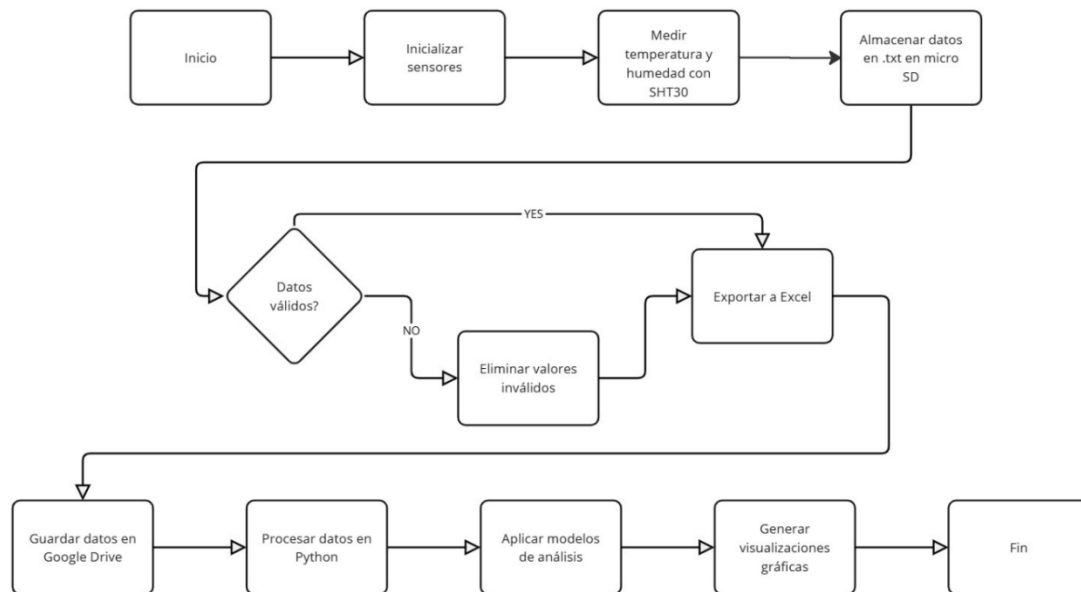 Inicio
Inicializar
sensores
Medir
temperatura y
humedad con
SHT30
Almacenar datos
en .txt en micro
SD
YES
Datos
válidos?
NO
Eliminar valores
inválidos
Exportar a Excel
Guardar datos en
Google Drive
Procesar datos en
Python
Aplicar modelos
de análisis
Generar
visualizaciones
gráficas
Fin